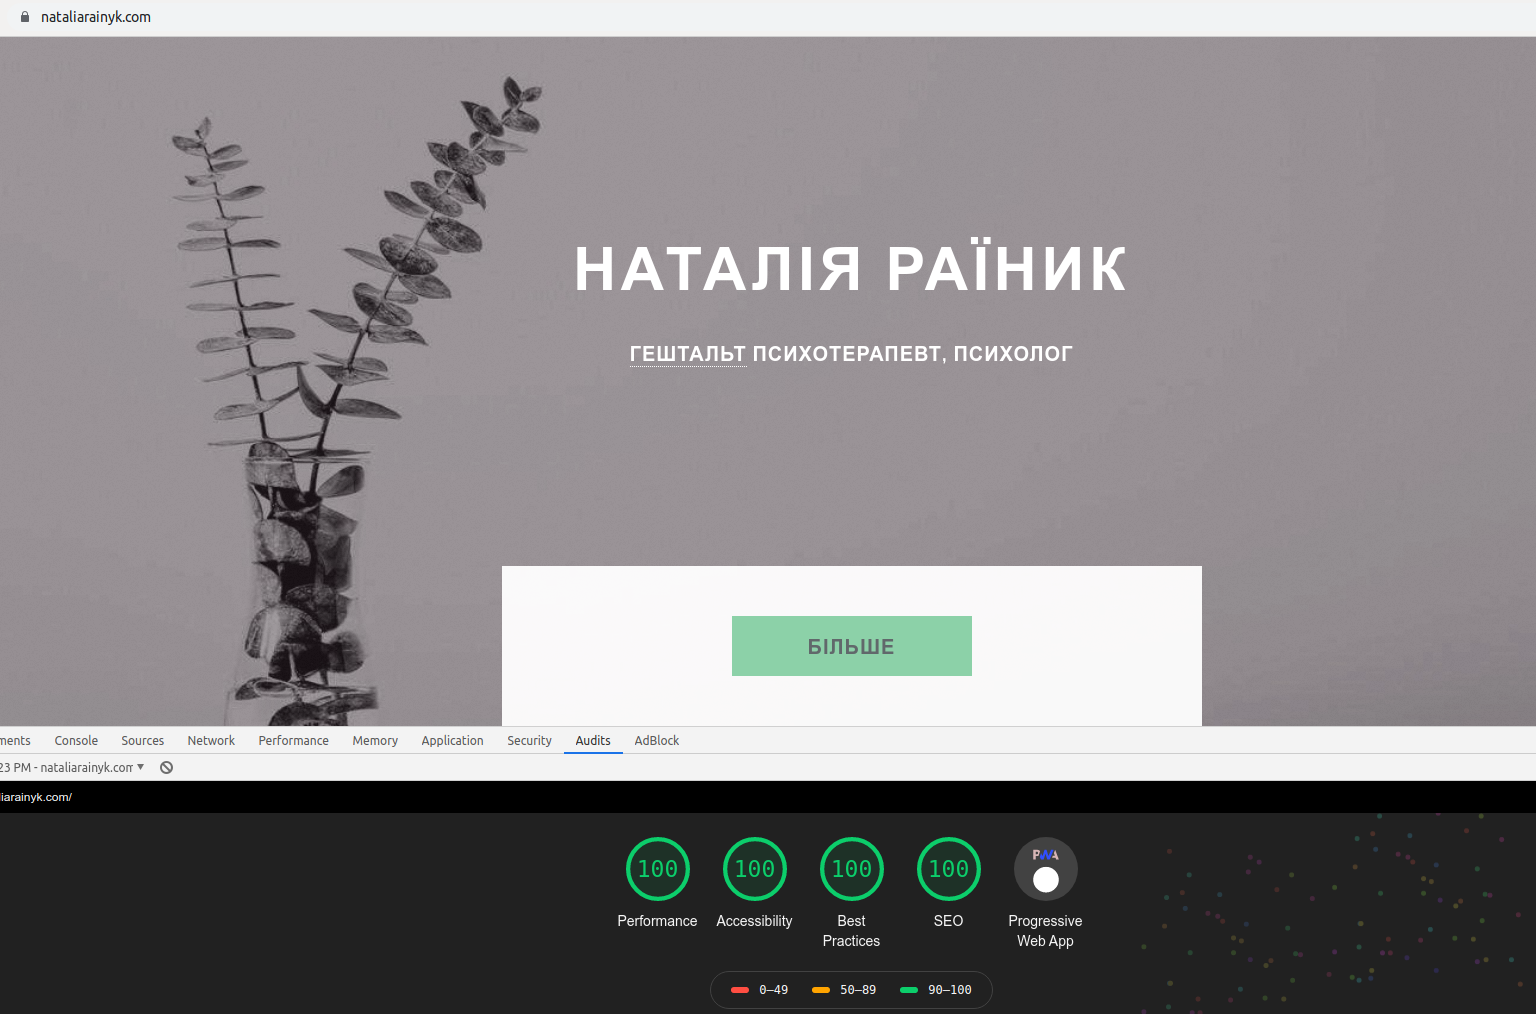 nataliarainyk.com
НАТАЛІЯ РАЇНИК
ГЕШТАЛЬТ ПСИХОТЕРАПЕВТ, ПСИХОЛОГ
БІЛЬШЕ
ments Console Sources Network Performance Memory Application Security Audits AdBlock
23 PM - nataliarainyk.com
liarainyk.com/
100 100 100 100 PWA
Performance Accessibility Best Practices SEO Progressive Web App
0–49 50–89 90–100